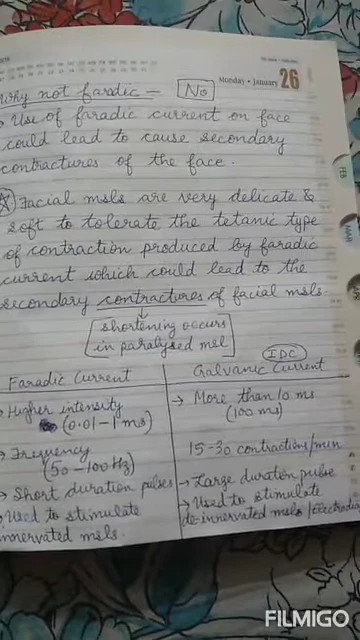 Why not faradic – No
Monday • January 26
→ Use of faradic current on face
could lead to cause secondary
contractures of the face.
Facial msls are very delicate &
soft to tolerate the tetanic type
of contraction produced by faradic
current which could lead to the
secondary contractures of facial msls.
shortening occurs
in paralysed msl
FEB
MAR
Faradic Current
→ Higher intensity
(0.01 – 1 ms)
→ Frequency
(50 – 100 Hz)
→ Short duration pulses
→ Used to stimulate
innervated msls.
IDC
Galvanic Current
→ More than 10 ms
(100 ms)
15-30 contractions/min
→ Large duration pulse
→ Used to stimulate
de-innervated msls /
FILMIGO